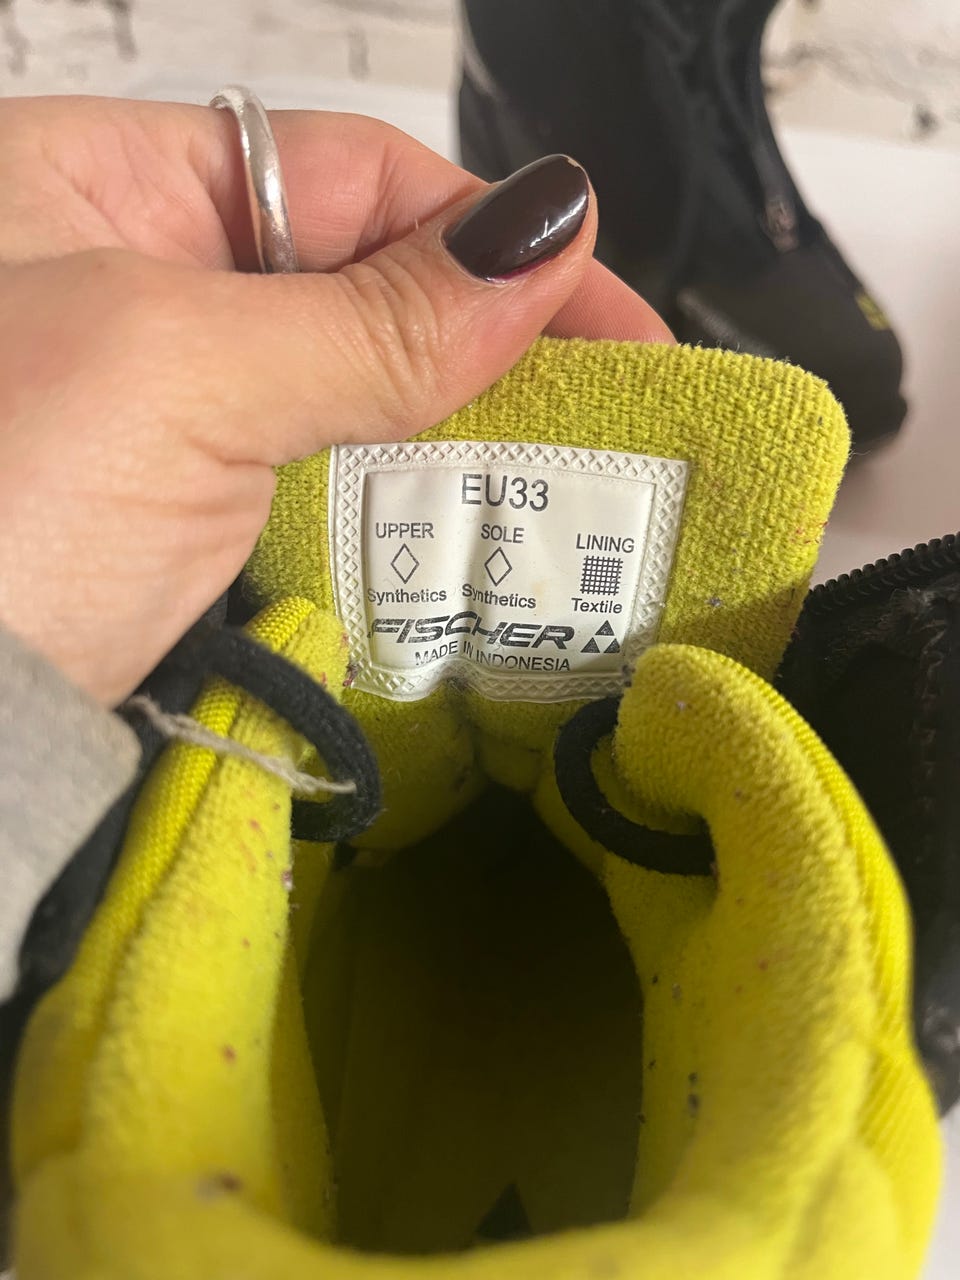 EU33
UPPER SOLE LINING
Synthetics Synthetics Textile
FISCHER
MADE IN INDONESIA